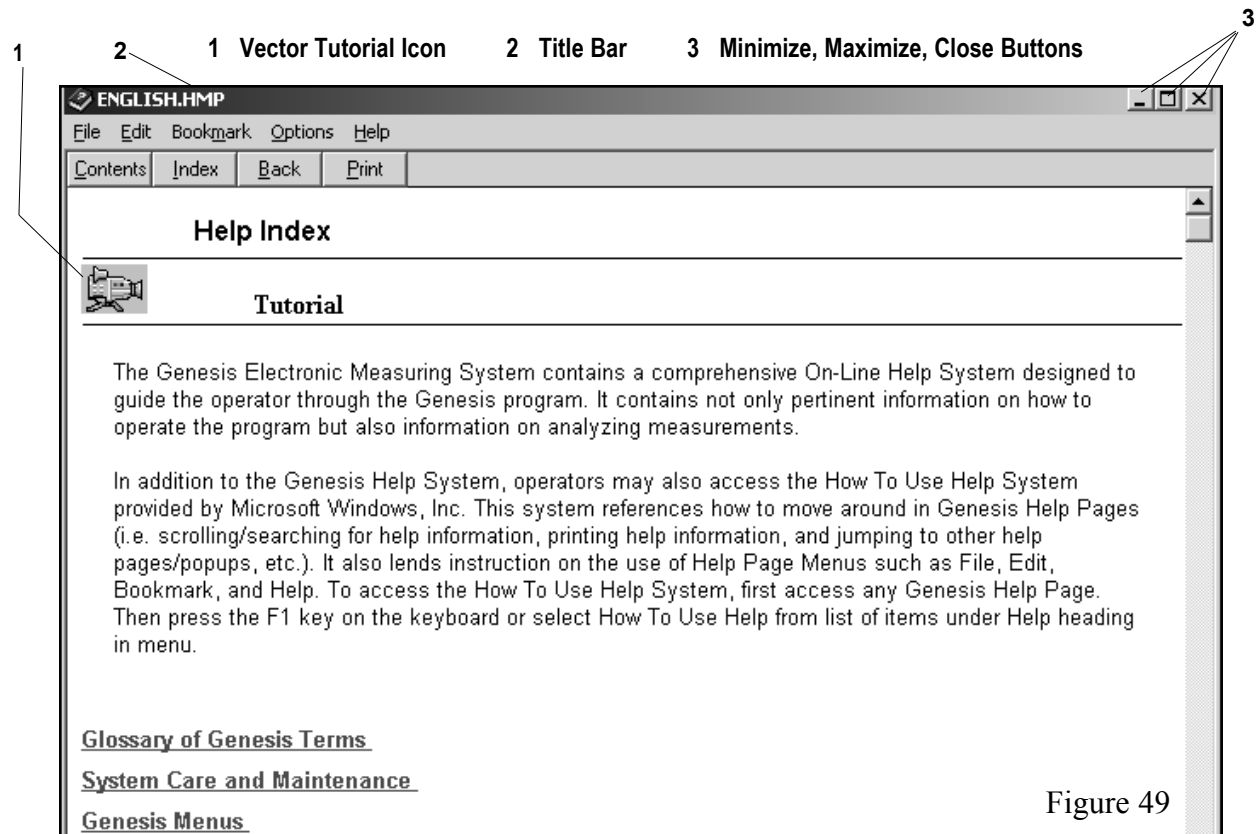 3
1 2 1 Vector Tutorial Icon 2 Title Bar 3 Minimize, Maximize, Close Buttons
ENGLISH.HMP
File Edit Bookmark Options Help
Contents Index Back Print
Help Index
Tutorial
The Genesis Electronic Measuring System contains a comprehensive On-Line Help System designed to
guide the operator through the Genesis program. It contains not only pertinent information on how to
operate the program but also information on analyzing measurements.
In addition to the Genesis Help System, operators may also access the How To Use Help System
provided by Microsoft Windows, Inc. This system references how to move around in Genesis Help Pages
(i.e. scrolling/searching for help information, printing help information, and jumping to other help
pages/popups, etc.). It also lends instruction on the use of Help Page Menus such as File, Edit,
Bookmark, and Help. To access the How To Use Help System, first access any Genesis Help Page.
Then press the F1 key on the keyboard or select How To Use Help from list of items under Help heading
in menu.
Glossary of Genesis Terms
System Care and Maintenance
Genesis Menus
Figure 49